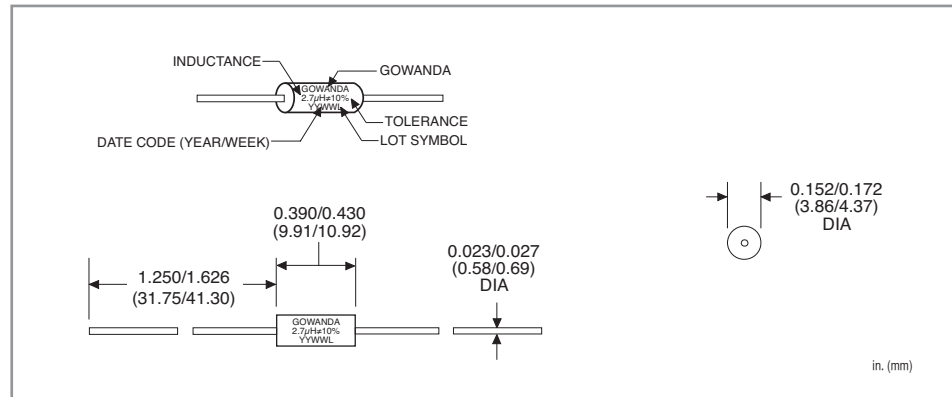 INDUCTANCE
GOWANDA
GOWANDA
2.7µH≠10%
YYWWL
TOLERANCE
DATE CODE (YEAR/WEEK)
LOT SYMBOL
0.152/0.172
(3.86/4.37)
DIA
0.390/0.430
(9.91/10.92)
0.023/0.027
(0.58/0.69)
DIA
1.250/1.626
(31.75/41.30)
GOWANDA
2.7µH≠10%
YYWWL
in. (mm)